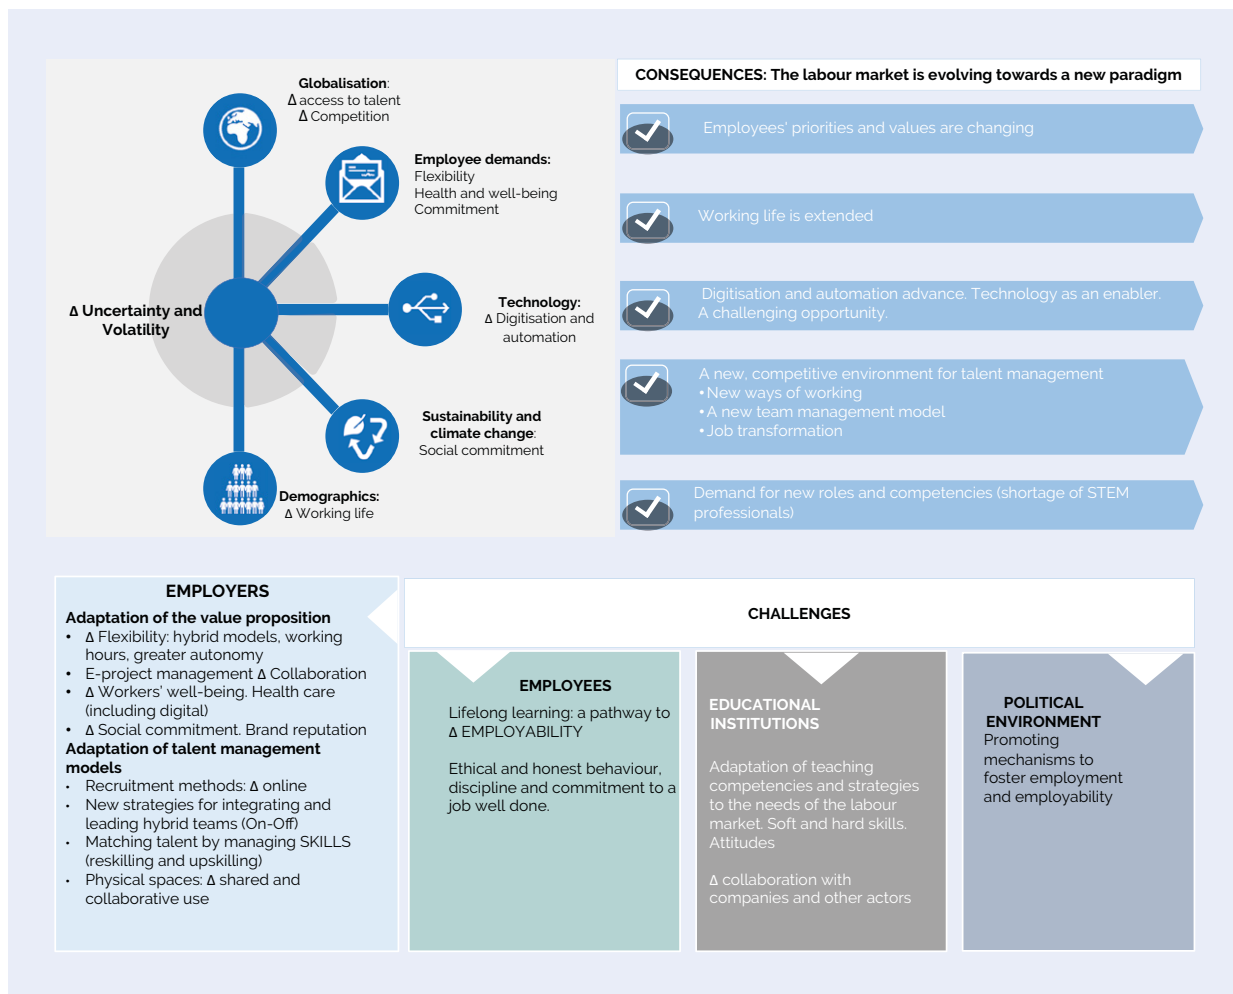 Globalisation:
Δ access to talent
Δ Competition
Employee demands:
Flexibility
Health and well-being
Commitment
Δ Uncertainty and
Volatility
Technology:
Δ Digitisation and
automation
Sustainability and
climate change:
Social commitment
Demographics:
Δ Working life
CONSEQUENCES: The labour market is evolving towards a new paradigm
Employees' priorities and values are changing
Working life is extended
Digitisation and automation advance. Technology as an enabler.
A challenging opportunity.
A new, competitive environment for talent management
• New ways of working
• A new team management model
• Job transformation
Demand for new roles and competencies (shortage of STEM
professionals)
EMPLOYERS
Adaptation of the value proposition
• Δ Flexibility: hybrid models, working
hours, greater autonomy
• E-project management Δ Collaboration
• Δ Workers' well-being. Health care
(including digital)
• Δ Social commitment. Brand reputation
Adaptation of talent management
models
• Recruitment methods: Δ online
• New strategies for integrating and
leading hybrid teams (On-Off)
• Matching talent by managing SKILLS
(reskilling and upskilling)
• Physical spaces: Δ shared and
collaborative use
CHALLENGES
EMPLOYEES
Lifelong learning: a pathway to
Δ EMPLOYABILITY
Ethical and honest behaviour,
discipline and commitment to a
job well done.
EDUCATIONAL
INSTITUTIONS
Adaptation of teaching
competencies and strategies
to the needs of the labour
market. Soft and hard skills.
Attitudes
Δ collaboration with
companies and other actors
POLITICAL
ENVIRONMENT
Promoting
mechanisms to
foster employment
and employability